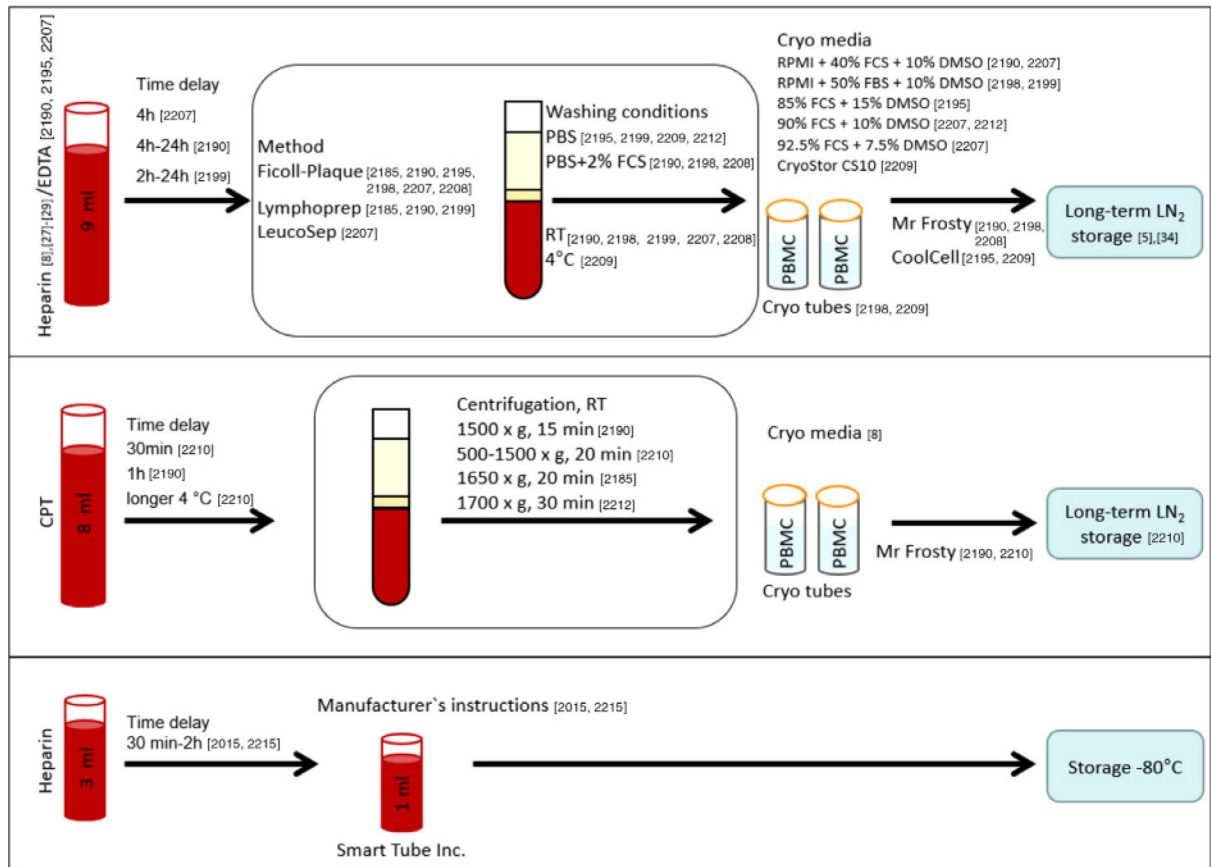 Heparin [8],[27]-[29]/EDTA [2190, 2195, 2207]
9 ml
Time delay
4h [2207]
4h-24h [2190]
2h-24h [2199]
Method
Ficoll-Plaque [2185, 2190, 2195,
2198, 2207, 2208]
Lymphoprep [2185, 2190, 2199]
LeucoSep [2207]
Washing conditions
PBS [2195, 2199, 2209, 2212]
PBS+2% FCS [2190, 2198, 2208]
RT [2190, 2198, 2199, 2207, 2208]
4°C [2209]
Cryo media
RPMI + 40% FCS + 10% DMSO [2190, 2207]
RPMI + 50% FBS + 10% DMSO [2198, 2199]
85% FCS + 15% DMSO [2195]
90% FCS + 10% DMSO [2207, 2212]
92.5% FCS + 7.5% DMSO [2207]
CryoStor CS10 [2209]
PBMC
PBMC
Cryo tubes [2198, 2209]
Mr Frosty [2190, 2198,
2208]
CoolCell [2195, 2209]
Long-term LN₂
storage [5],[34]
CPT
8 ml
Time delay
30min [2210]
1h [2190]
longer 4 °C [2210]
Centrifugation, RT
1500 x g, 15 min [2190]
500-1500 x g, 20 min [2210]
1650 x g, 20 min [2185]
1700 x g, 30 min [2212]
Cryo media [8]
PBMC
PBMC
Cryo tubes
Mr Frosty [2190, 2210]
Long-term LN₂
storage [2210]
Heparin
3 ml
Time delay
30 min-2h [2015, 2215]
Manufacturer`s instructions [2015, 2215]
1 ml
Smart Tube Inc.
Storage -80°C